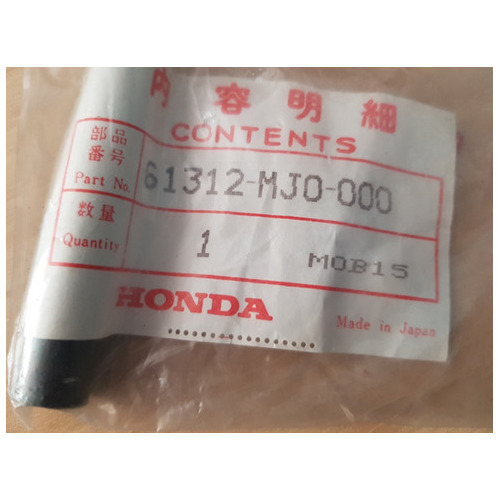 内容明細
CONTENTS
部品
番号
Part No.
61312-MJ0-000
数量
Quantity
1
MOB15
HONDA
Made in Japan